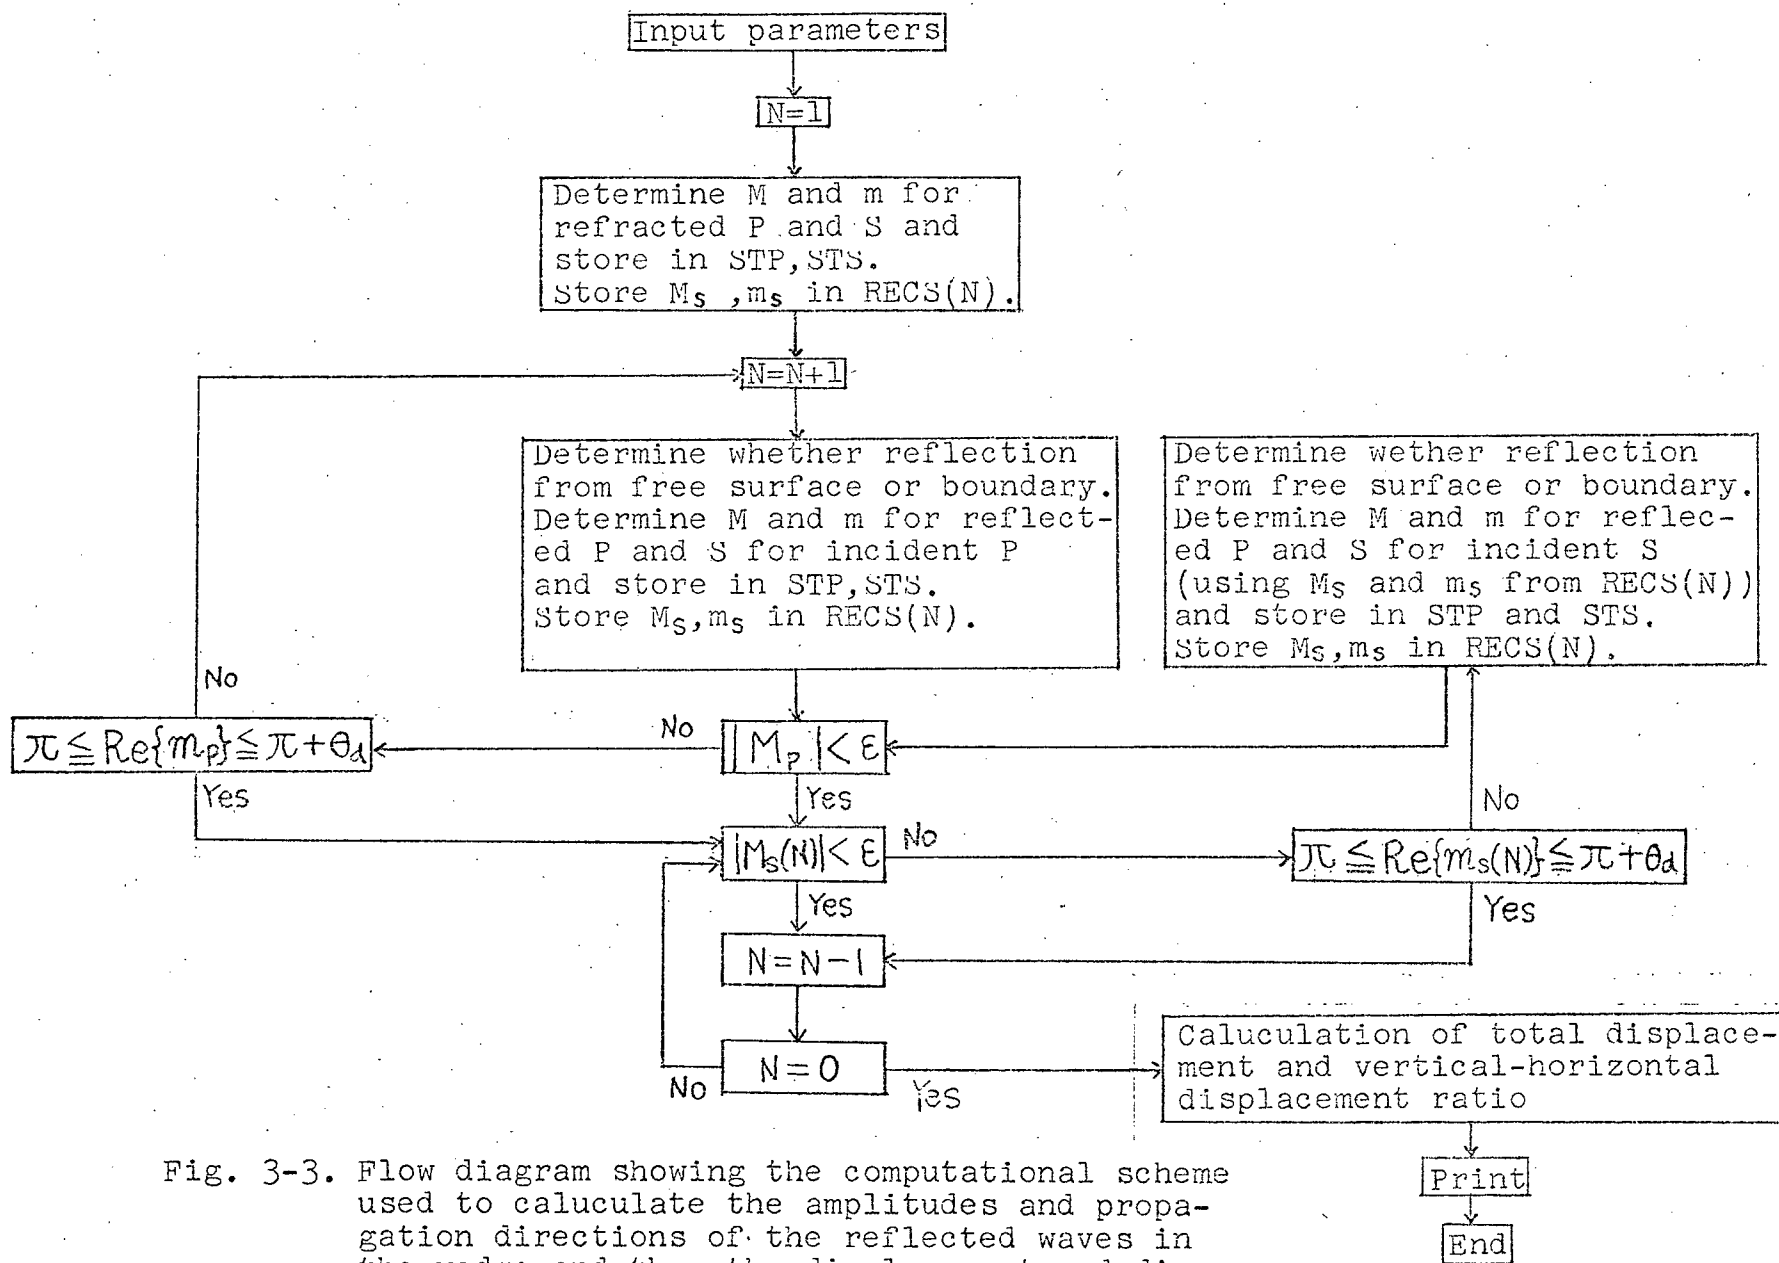 Input parameters
N=1
Determine M and m for
refracted P and S and
store in STP,STS.
Store Ms ,ms in RECS(N).
N=N+1
Determine whether reflection
from free surface or boundary.
Determine M and m for reflect-
ed P and S for incident P
and store in STP,STS.
Store Ms,ms in RECS(N).
Determine wether reflection
from free surface or boundary.
Determine M and m for reflec-
ed P and S for incident S
(using Ms and ms from RECS(N))
and store in STP and STS.
Store Ms,ms in RECS(N).
No
π ≦ Re{mp} ≦ π + θd
Yes
No
|Mp| < ε
Yes
|Ms(N)| < ε
No
Yes
No
π ≦ Re{ms(N)} ≦ π + θd
Yes
N = N - 1
N = 0
No
Yes
Caluculation of total displace-
ment and vertical-horizontal
displacement ratio
Print
End
Fig. 3-3. Flow diagram showing the computational scheme
used to caluculate the amplitudes and propa-
gation directions of the reflected waves in